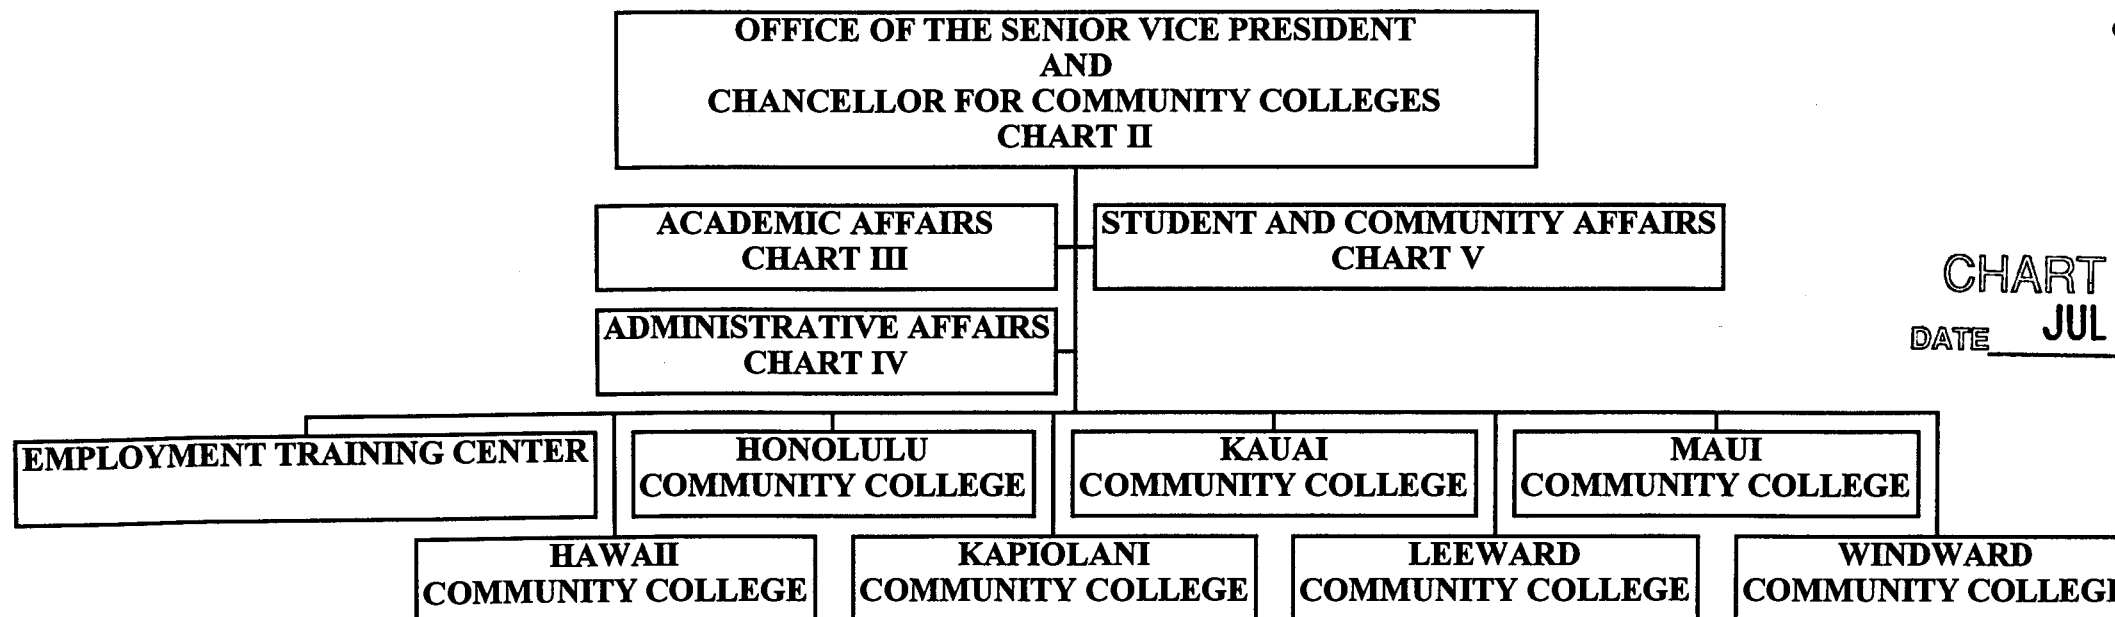 OFFICE OF THE SENIOR VICE PRESIDENT
AND
CHANCELLOR FOR COMMUNITY COLLEGES
CHART II
ACADEMIC AFFAIRS
CHART III
STUDENT AND COMMUNITY AFFAIRS
CHART V
ADMINISTRATIVE AFFAIRS
CHART IV
CHART
DATE JUL
EMPLOYMENT TRAINING CENTER
HONOLULU
COMMUNITY COLLEGE
KAUAI
COMMUNITY COLLEGE
MAUI
COMMUNITY COLLEGE
HAWAII
COMMUNITY COLLEGE
KAPIOLANI
COMMUNITY COLLEGE
LEEWARD
COMMUNITY COLLEGE
WINDWARD
COMMUNITY COLLEGE